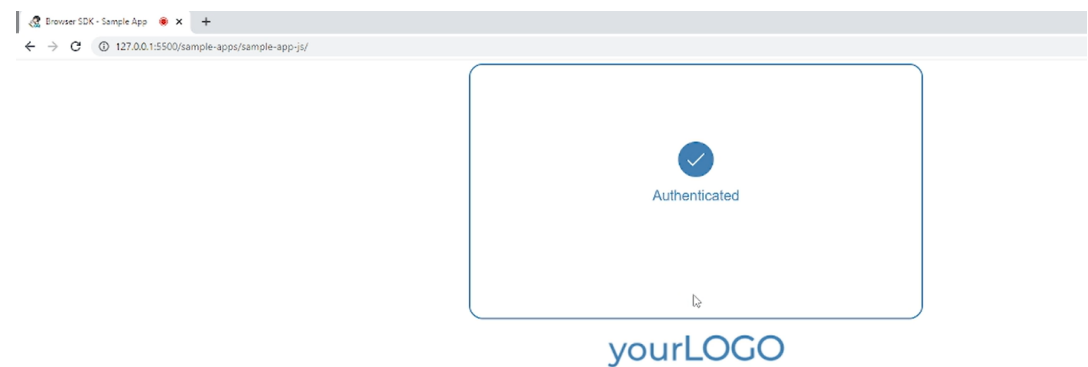 Browser SDK - Sample App
127.0.0.1:5500/sample-apps/sample-app-js/
Authenticated
yourLOGO